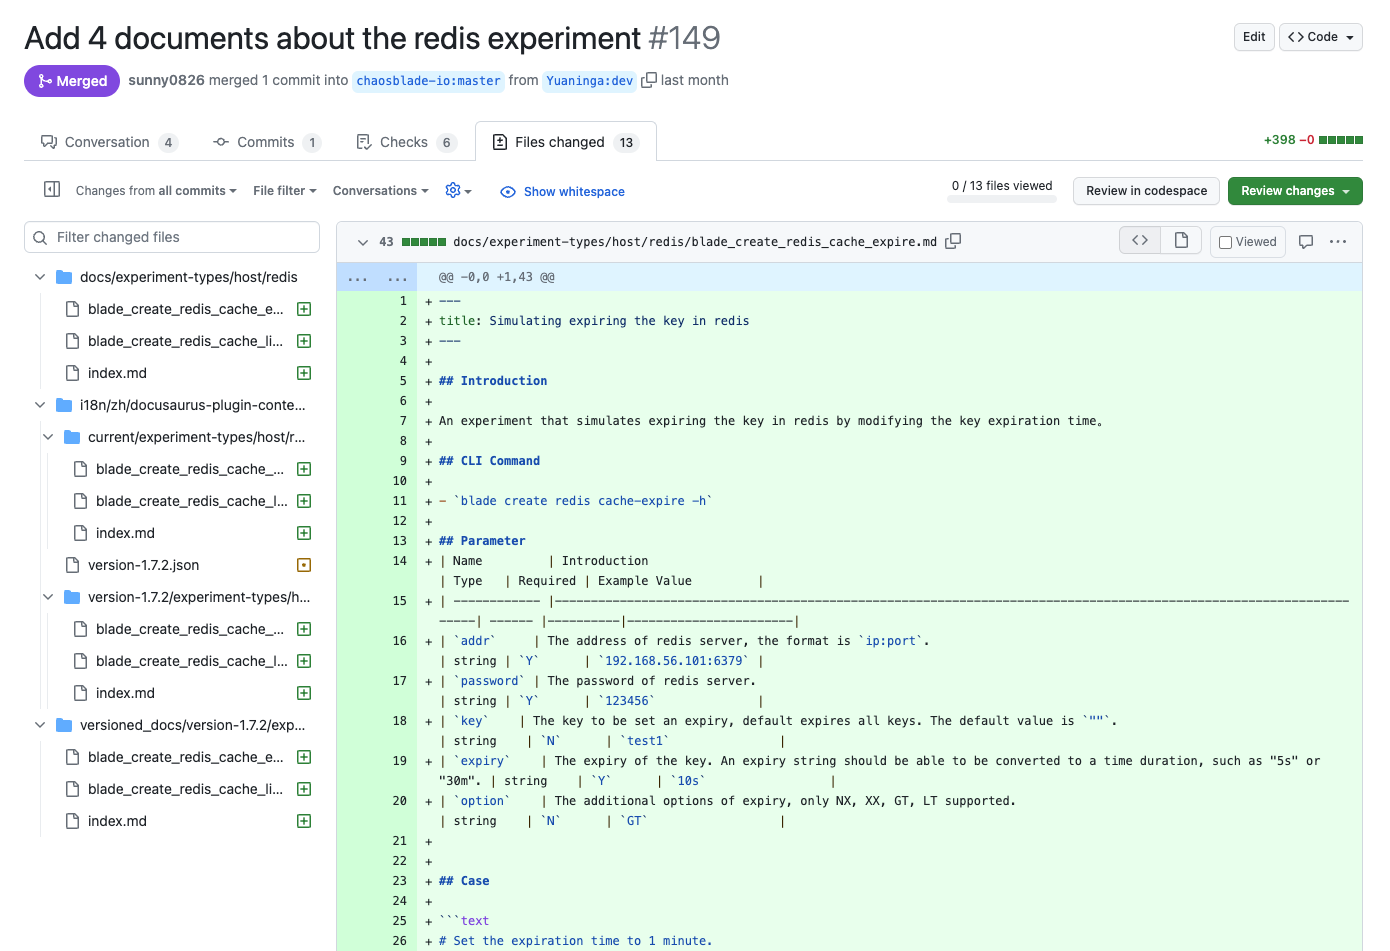 Add 4 documents about the redis experiment #149
Edit
<> Code
Merged
sunny0826 merged 1 commit into chaosblade-io:master from Yuaninga:dev last month
Conversation 4
Commits 1
Checks 6
Files changed 13
+398 −0
Changes from all commits
File filter
Conversations
Show whitespace
0 / 13 files viewed
Review in codespace
Review changes
Filter changed files
docs/experiment-types/host/redis
blade_create_redis_cache_e...
blade_create_redis_cache_li...
index.md
i18n/zh/docusaurus-plugin-conte...
current/experiment-types/host/r...
blade_create_redis_cache_...
blade_create_redis_cache_l...
index.md
version-1.7.2.json
version-1.7.2/experiment-types/h...
blade_create_redis_cache_...
blade_create_redis_cache_l...
index.md
versioned_docs/version-1.7.2/exp...
blade_create_redis_cache_e...
blade_create_redis_cache_li...
index.md
43 docs/experiment-types/host/redis/blade_create_redis_cache_expire.md
Viewed
... ... @@ -0,0 +1,43 @@
1 + ---
2 + title: Simulating expiring the key in redis
3 + ---
4 +
5 + ## Introduction
6 +
7 + An experiment that simulates expiring the key in redis by modifying the key expiration time。
8 +
9 + ## CLI Command
10 +
11 + - `blade create redis cache-expire -h`
12 +
13 + ## Parameter
14 + | Name | Introduction
| Type | Required | Example Value |
15 + | ------------ |--------------------------------------------------------------------------------------------------------------
-----| ------ |----------|-----------------------|
16 + | `addr` | The address of redis server, the format is `ip:port`.
| string | `Y` | `192.168.56.101:6379` |
17 + | `password` | The password of redis server.
| string | `Y` | `123456` |
18 + | `key` | The key to be set an expiry, default expires all keys. The default value is `""`.
| string | `N` | `test1` |
19 + | `expiry` | The expiry of the key. An expiry string should be able to be converted to a time duration, such as "5s" or
"30m". | string | `Y` | `10s` |
20 + | `option` | The additional options of expiry, only NX, XX, GT, LT supported.
| string | `N` | `GT` |
21 +
22 +
23 + ## Case
24 +
25 + ```text
26 + # Set the expiration time to 1 minute.